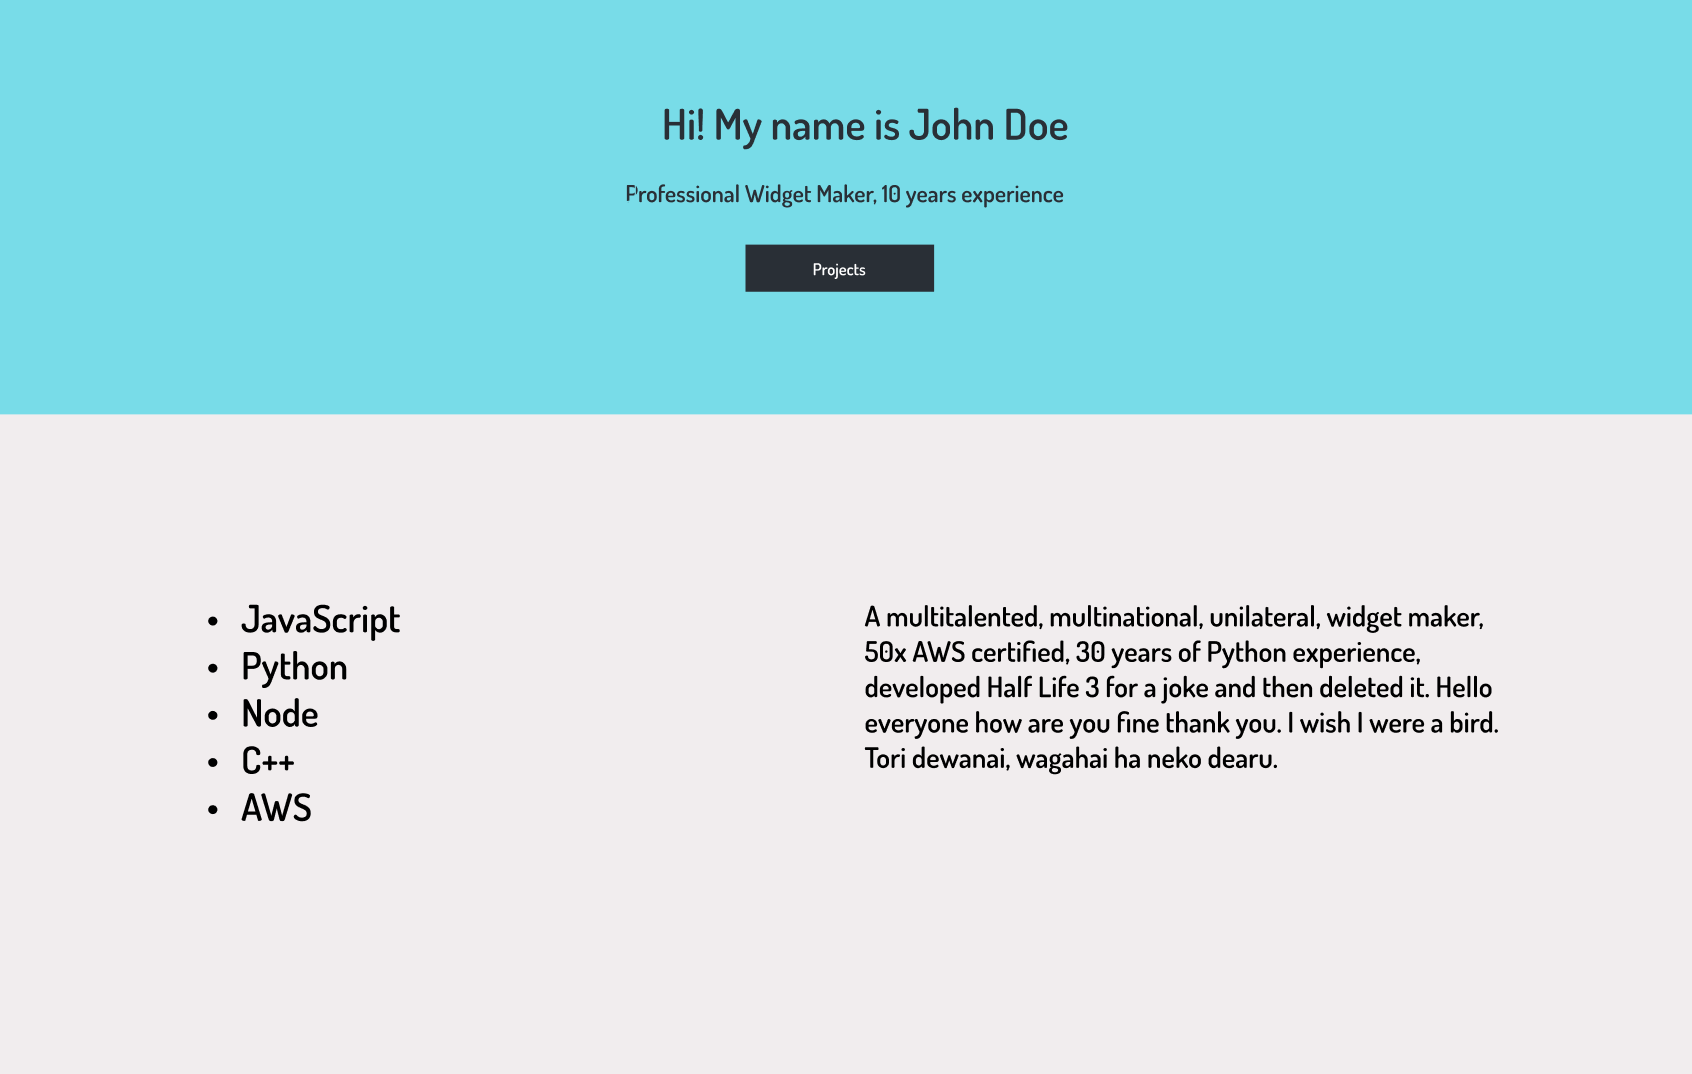 Hi! My name is John Doe
Professional Widget Maker, 10 years experience
Projects
• JavaScript
• Python
• Node
• C++
• AWS
A multitalented, multinational, unilateral, widget maker,
50x AWS certified, 30 years of Python experience,
developed Half Life 3 for a joke and then deleted it. Hello
everyone how are you fine thank you. I wish I were a bird.
Tori dewanai, wagahai ha neko dearu.